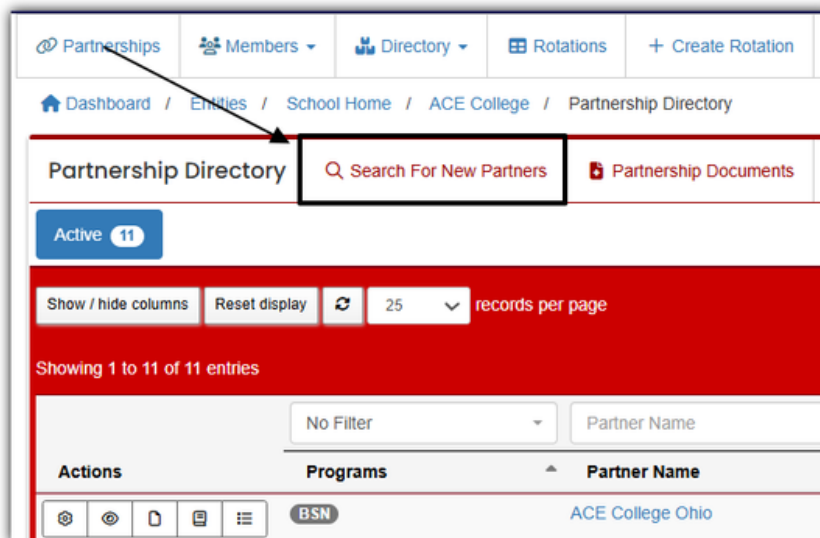 Partnerships Members Directory Rotations + Create Rotation
Dashboard / Entities / School Home / ACE College / Partnership Directory
Partnership Directory Search For New Partners Partnership Documents
Active 11
Show / hide columns Reset display 25 records per page
Showing 1 to 11 of 11 entries
No Filter Partner Name
Actions Programs Partner Name
BSN ACE College Ohio